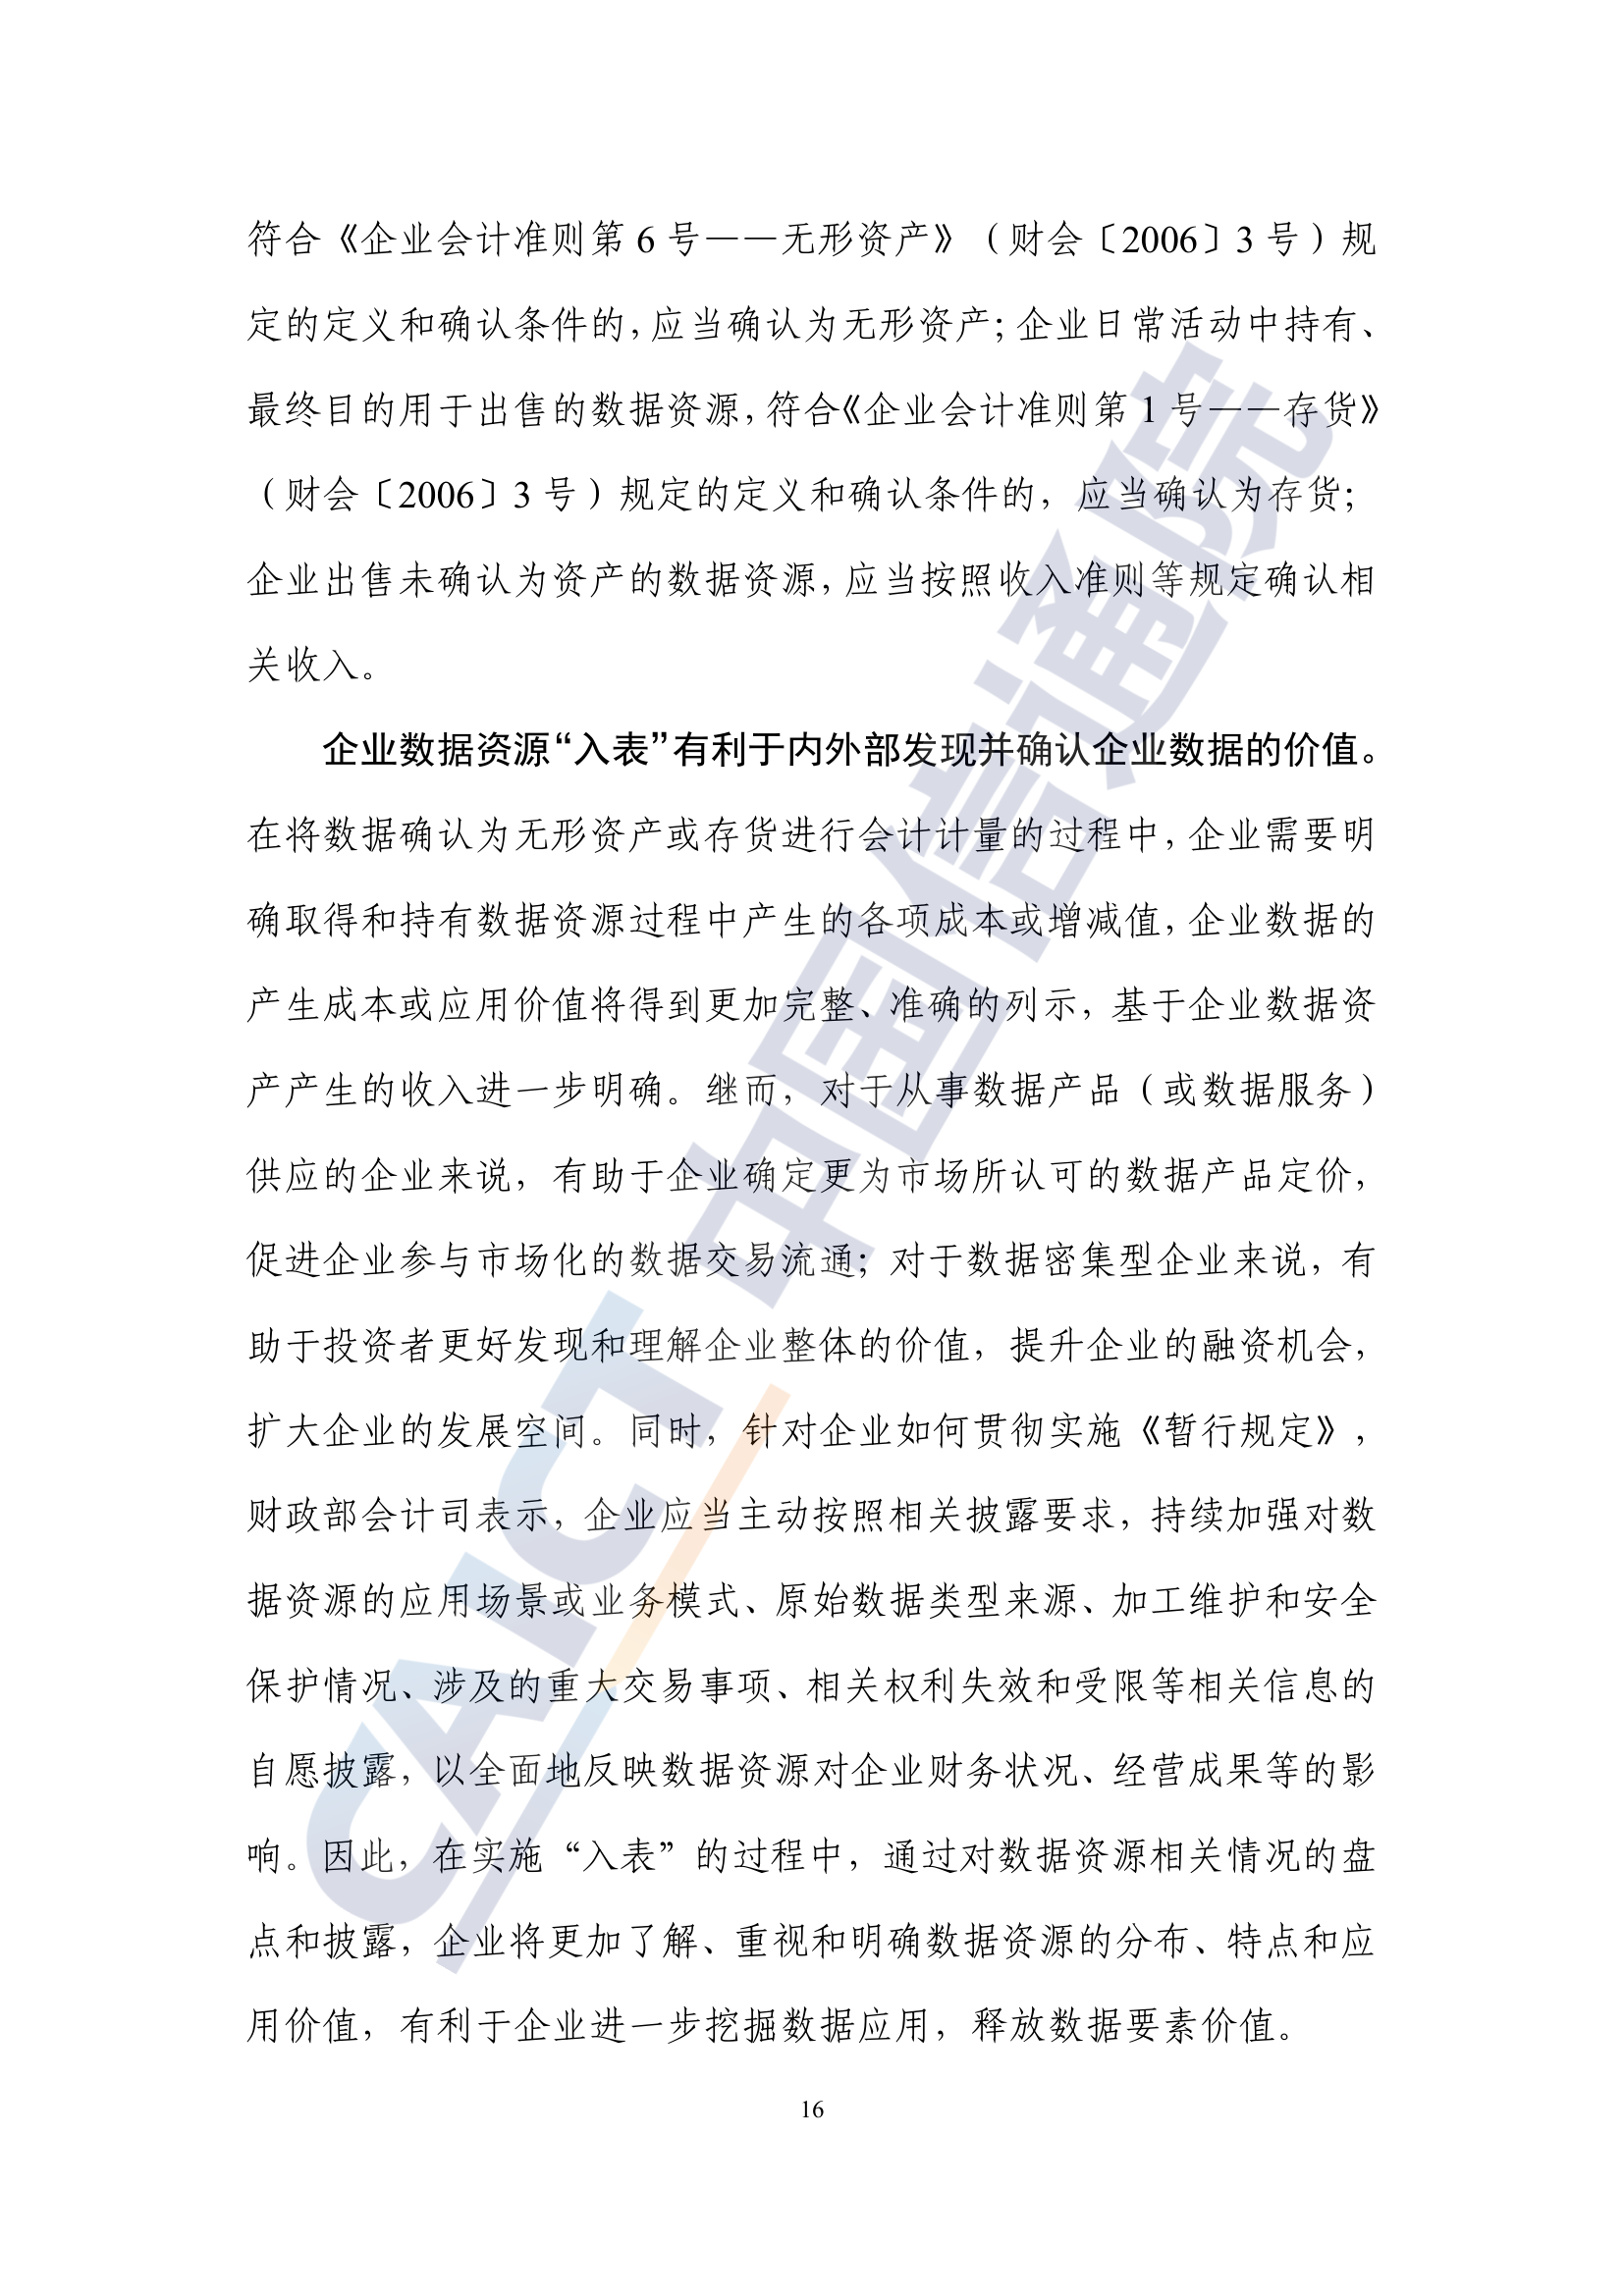 符合《企业会计准则第 6 号——无形资产》（财会〔2006〕3 号）规
定的定义和确认条件的，应当确认为无形资产；企业日常活动中持有、
最终目的用于出售的数据资源，符合《企业会计准则第 1 号——存货》
（财会〔2006〕3 号）规定的定义和确认条件的，应当确认为存货；
企业出售未确认为资产的数据资源，应当按照收入准则等规定确认相
关收入。
企业数据资源“入表”有利于内外部发现并确认企业数据的价值。
在将数据确认为无形资产或存货进行会计计量的过程中，企业需要明
确取得和持有数据资源过程中产生的各项成本或增减值，企业数据的
产生成本或应用价值将得到更加完整、准确的列示，基于企业数据资
产产生的收入进一步明确。继而，对于从事数据产品（或数据服务）
供应的企业来说，有助于企业确定更为市场所认可的数据产品定价，
促进企业参与市场化的数据交易流通；对于数据密集型企业来说，有
助于投资者更好发现和理解企业整体的价值，提升企业的融资机会，
扩大企业的发展空间。同时，针对企业如何贯彻实施《暂行规定》，
财政部会计司表示，企业应当主动按照相关披露要求，持续加强对数
据资源的应用场景或业务模式、原始数据类型来源、加工维护和安全
保护情况、涉及的重大交易事项、相关权利失效和受限等相关信息的
自愿披露，以全面地反映数据资源对企业财务状况、经营成果等的影
响。因此，在实施“入表”的过程中，通过对数据资源相关情况的盘
点和披露，企业将更加了解、重视和明确数据资源的分布、特点和应
用价值，有利于企业进一步挖掘数据应用，释放数据要素价值。
16
CAICT 中国信通院